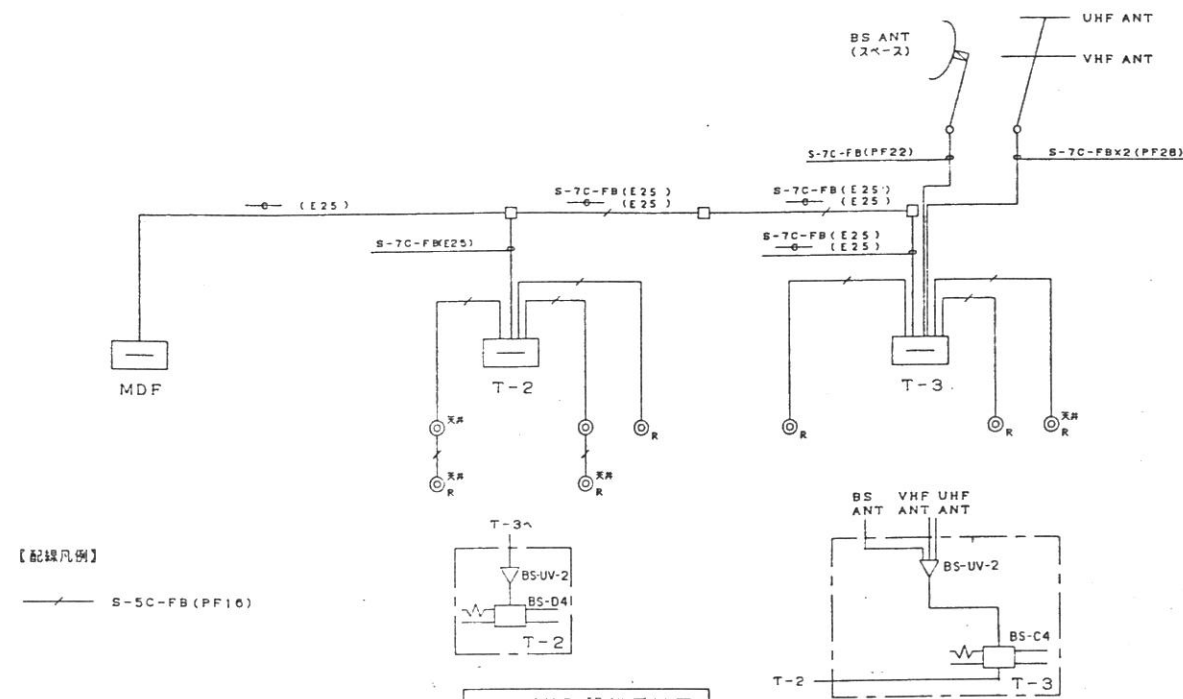 UHF ANT
BS ANT
(スペース)
VHF ANT
S-7C-FB(PF22)
S-7C-FB×2(PF28)
(E25)
S-7C-FB(E25)
(E25)
S-7C-FB(E25)
(E25)
S-7C-FB(E25)
S-7C-FB(E25)
(E25)
MDF
T-2
T-3
天井
R
R
R
天井
R
天井
R
天井
R
T-3へ
BS-UV-2
BS-D4
T-2
BS
ANT
VHF UHF
ANT ANT
BS-UV-2
BS-C4
T-2
T-3
【配線凡例】
S-5C-FB(PF16)